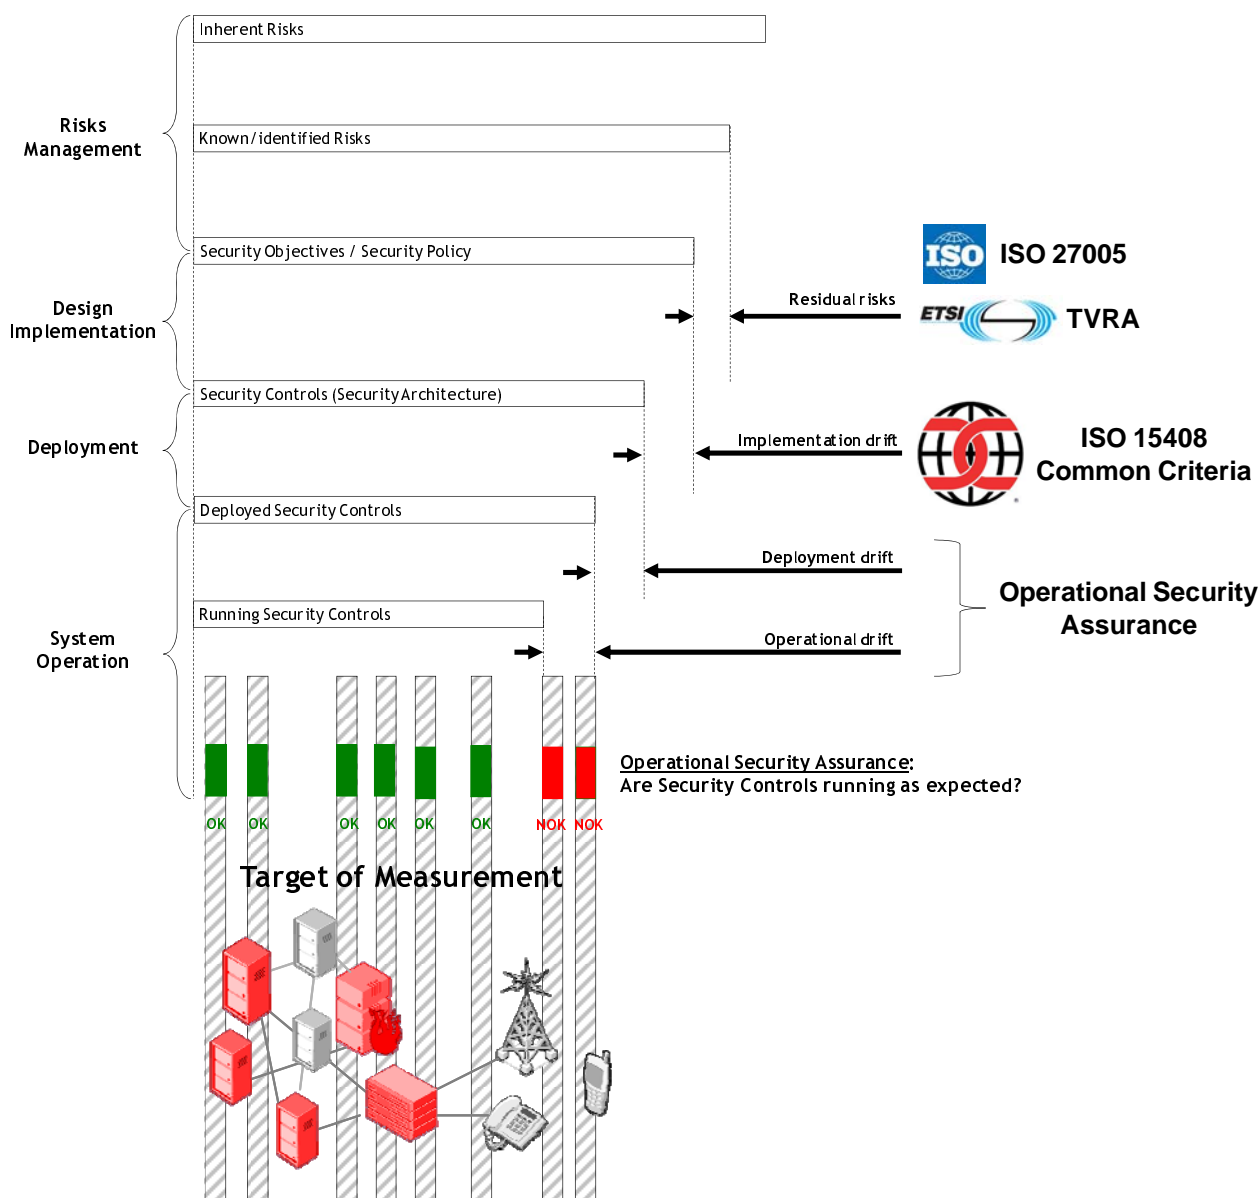 Inherent Risks
Risks
Management
Known/identified Risks
Security Objectives / Security Policy
ISO
ISO 27005
Design
Implementation
Residual risks
ETSI
TVRA
Security Controls (Security Architecture)
Deployment
Implementation drift
ISO 15408
Common Criteria
Deployed Security Controls
Deployment drift
Operational Security
Assurance
Running Security Controls
System
Operation
Operational drift
Operational Security Assurance:
Are Security Controls running as expected?
OK OK OK OK OK OK NOK NOK
Target of Measurement